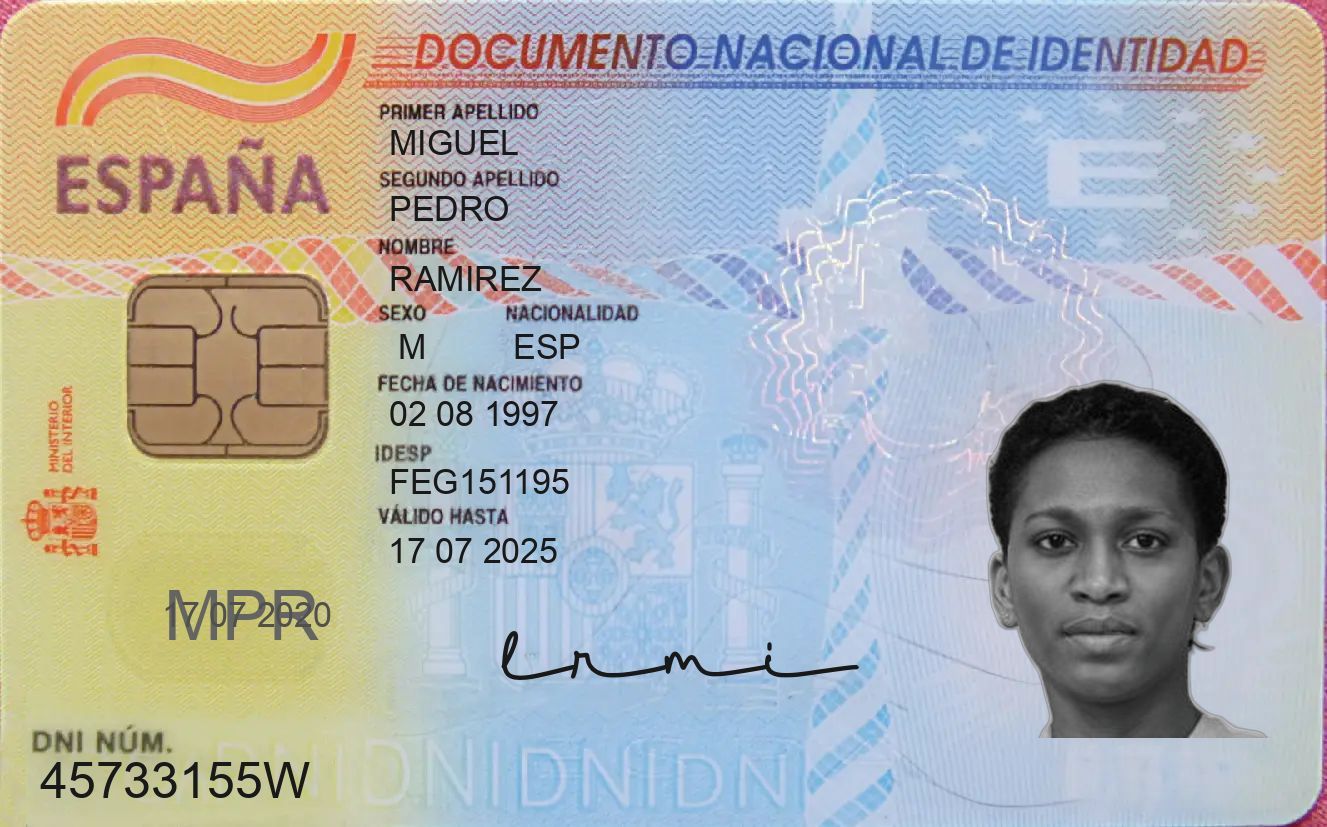 DOCUMENTO NACIONAL DE IDENTIDAD
ESPAÑA
PRIMER APELLIDO
MIGUEL
SEGUNDO APELLIDO
PEDRO
NOMBRE
RAMIREZ
SEXO NACIONALIDAD
M ESP
FECHA DE NACIMIENTO
02 08 1997
IDESP
FEG151195
VÁLIDO HASTA
17 07 2025
MINISTERIO
DEL INTERIOR
E
17 07 2020
MPR
DNI NÚM.
45733155W
DNIDNIDNIDNI